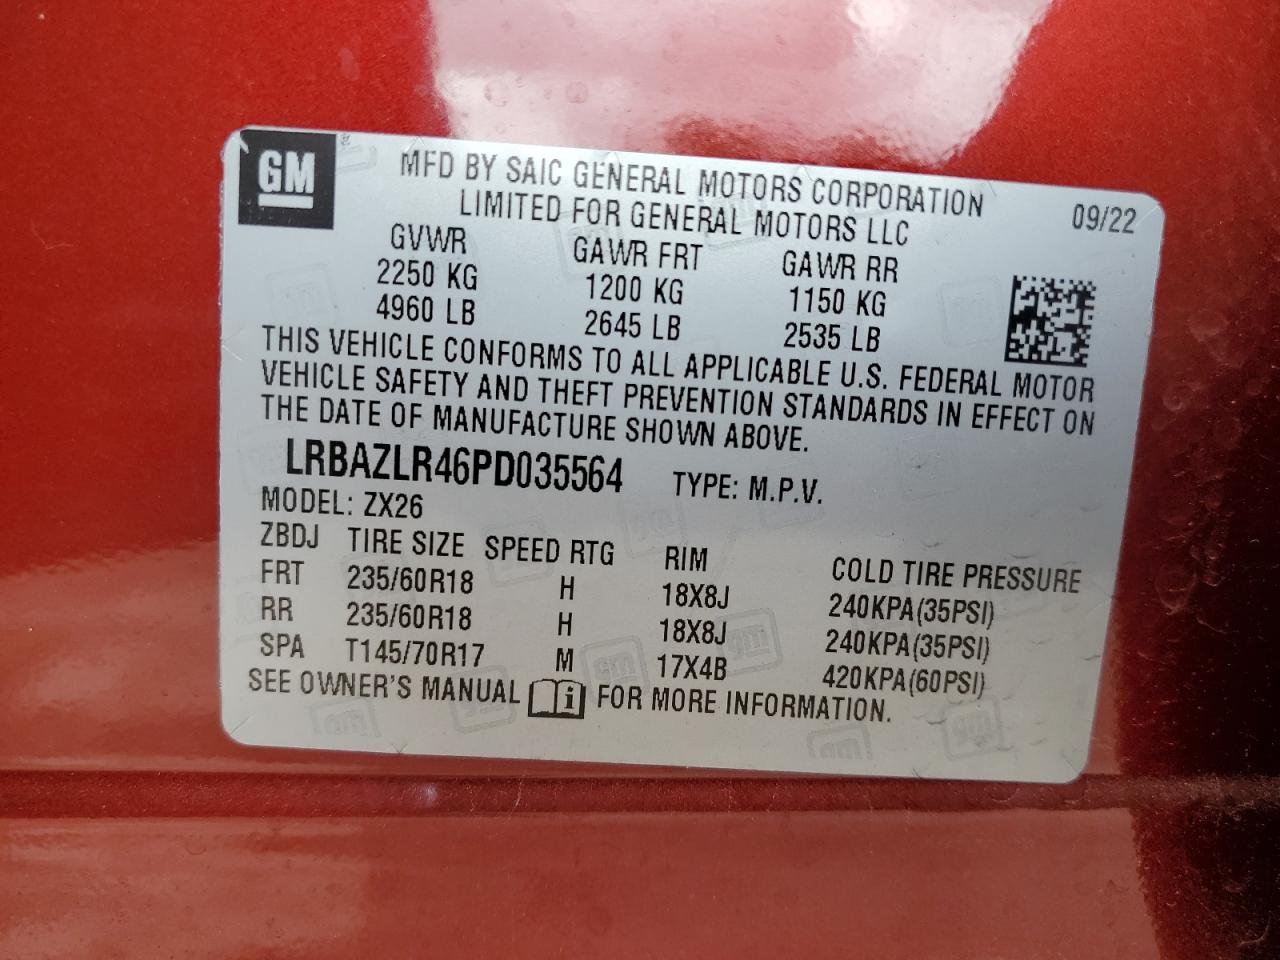 GM
MFD BY SAIC GENERAL MOTORS CORPORATION
LIMITED FOR GENERAL MOTORS LLC
09/22
GVWR GAWR FRT GAWR RR
2250 KG 1200 KG 1150 KG
4960 LB 2645 LB 2535 LB
THIS VEHICLE CONFORMS TO ALL APPLICABLE U.S. FEDERAL MOTOR
VEHICLE SAFETY AND THEFT PREVENTION STANDARDS IN EFFECT ON
THE DATE OF MANUFACTURE SHOWN ABOVE.
LRBAZLR46PD035564 TYPE: M.P.V.
MODEL: ZX26
ZBDJ TIRE SIZE SPEED RTG RIM COLD TIRE PRESSURE
FRT 235/60R18 H 18X8J 240KPA(35PSI)
RR 235/60R18 H 18X8J 240KPA(35PSI)
SPA T145/70R17 M 17X4B 420KPA(60PSI)
SEE OWNER'S MANUAL i FOR MORE INFORMATION.